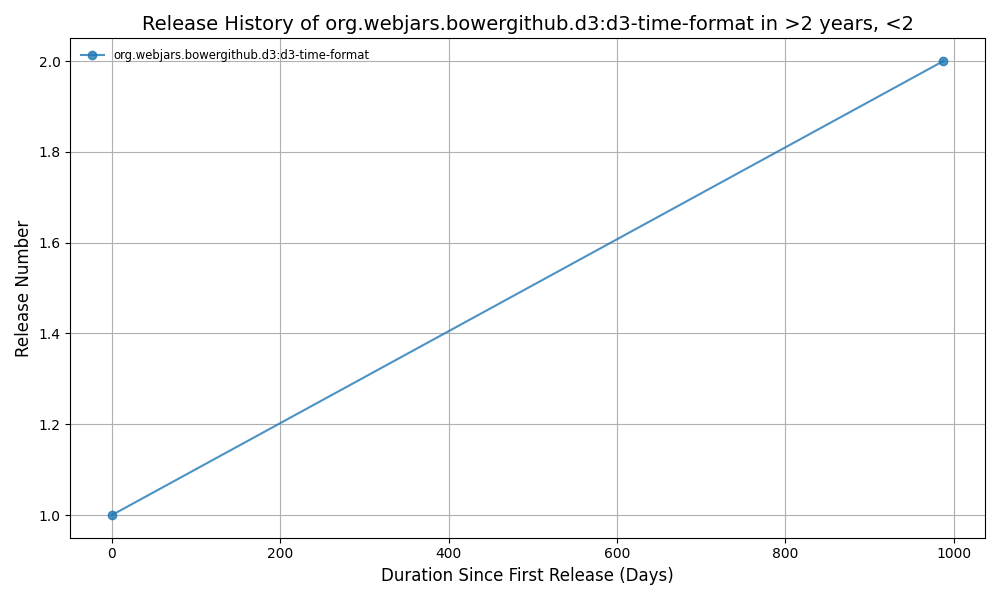 Release History of org.webjars.bowergithub.d3:d3-time-format in >2 years, <2
org.webjars.bowergithub.d3:d3-time-format
2.0
1.8
1.6
1.4
1.2
1.0
Release Number
0 200 400 600 800 1000
Duration Since First Release (Days)